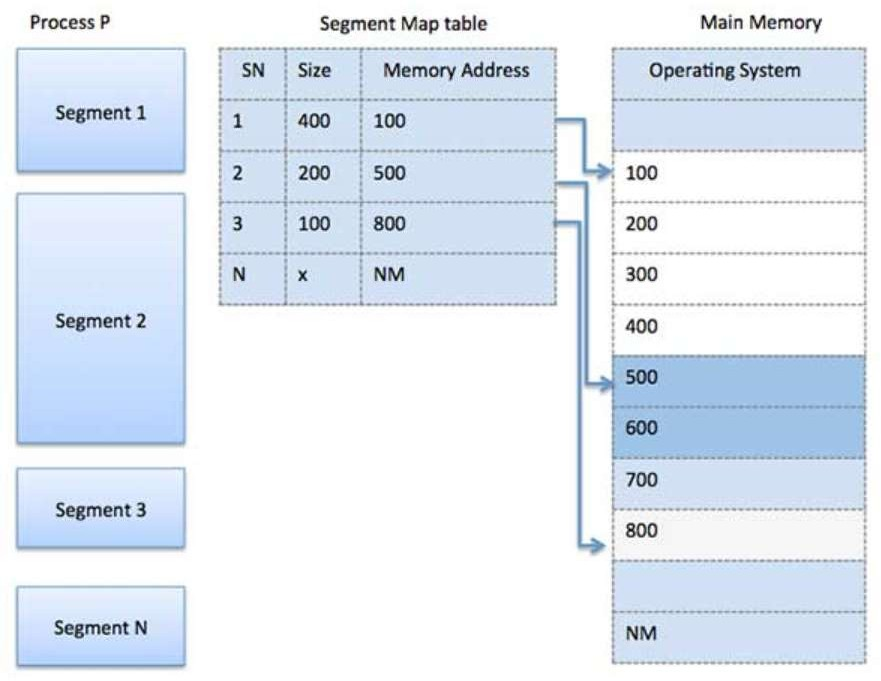 Process P
Segment 1
Segment 2
Segment 3
Segment N
Segment Map table
SN Size Memory Address
1 400 100
2 200 500
3 100 800
N x NM
Main Memory
Operating System
100
200
300
400
500
600
700
800
NM